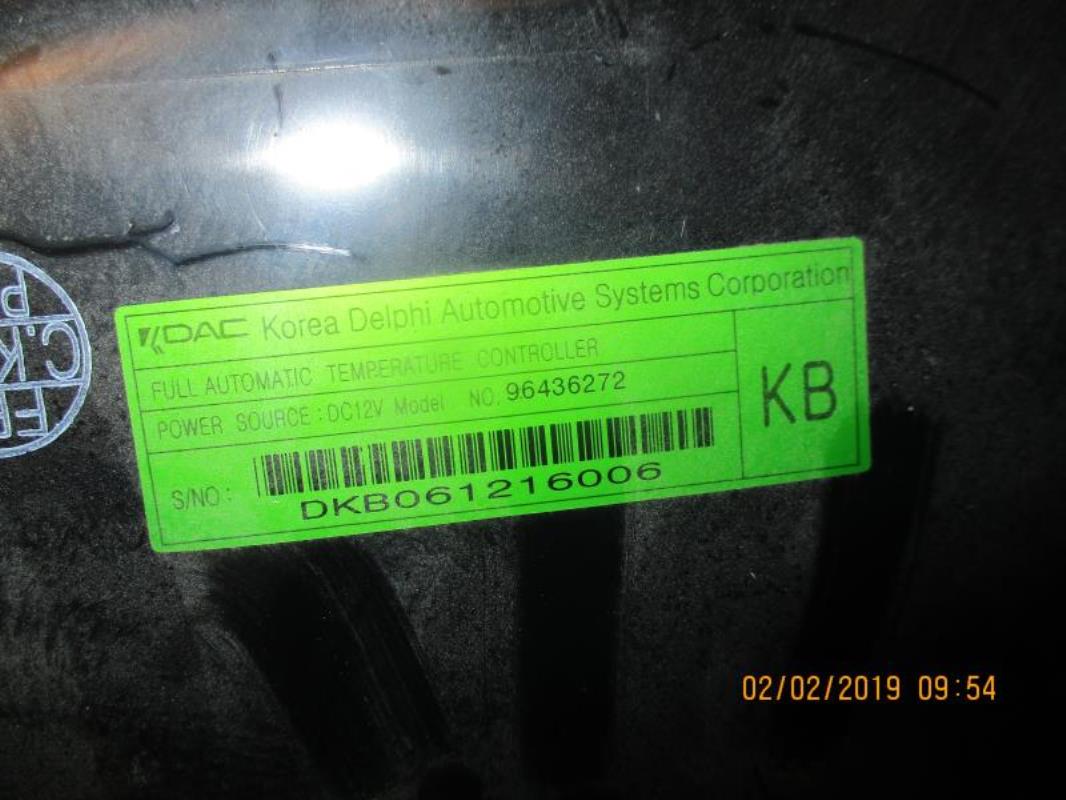 KDAC Korea Delphi Automotive Systems Corporation
FULL AUTOMATIC TEMPERATURE CONTROLLER
POWER SOURCE : DC12V Model NO. 96436272
KB
S/NO :
DKB061216006
02/02/2019 09:54